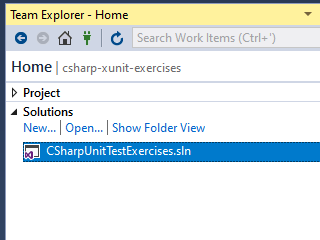 Team Explorer - Home
Search Work Items (Ctrl+')
Home | csharp-xunit-exercises
Project
Solutions
New... | Open... | Show Folder View
CSharpUnitTestExercises.sln